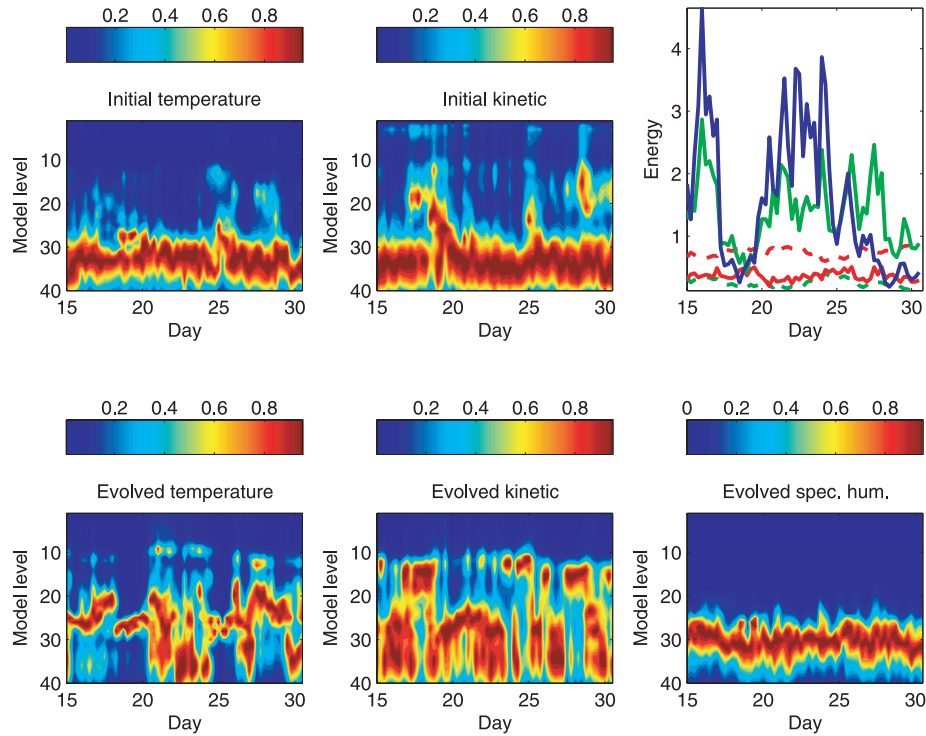 0.2 0.4 0.6 0.8
Initial temperature
Model level
10
20
30
40
15 20 25 30
Day
0.2 0.4 0.6 0.8
Initial kinetic
Model level
10
20
30
40
15 20 25 30
Day
Energy
4
3
2
1
15 20 25 30
Day
0.2 0.4 0.6 0.8
Evolved temperature
Model level
10
20
30
40
15 20 25 30
Day
0.2 0.4 0.6 0.8
Evolved kinetic
Model level
10
20
30
40
15 20 25 30
Day
0 0.2 0.4 0.6 0.8
Evolved spec. hum.
Model level
10
20
30
40
15 20 25 30
Day